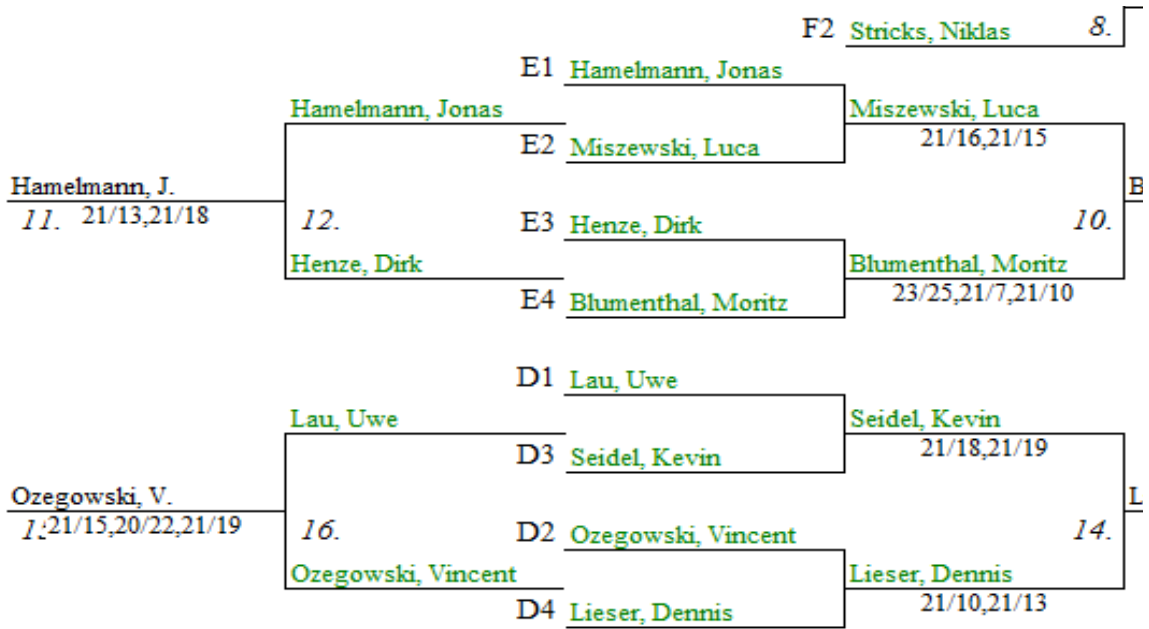 F2 Stricks, Niklas 8.
E1 Hamelmann, Jonas
Hamelmann, Jonas Miszewski, Luca
E2 Miszewski, Luca 21/16,21/15
Hamelmann, J. B
11. 21/13,21/18 12. E3 Henze, Dirk 10.
Henze, Dirk Blumenthal, Moritz
E4 Blumenthal, Moritz 23/25,21/7,21/10
D1 Lau, Uwe
Lau, Uwe Seidel, Kevin
D3 Seidel, Kevin 21/18,21/19
Ozegowski, V. L
21/15,20/22,21/19 16. D2 Ozegowski, Vincent 14.
Ozegowski, Vincent Lieser, Dennis
D4 Lieser, Dennis 21/10,21/13